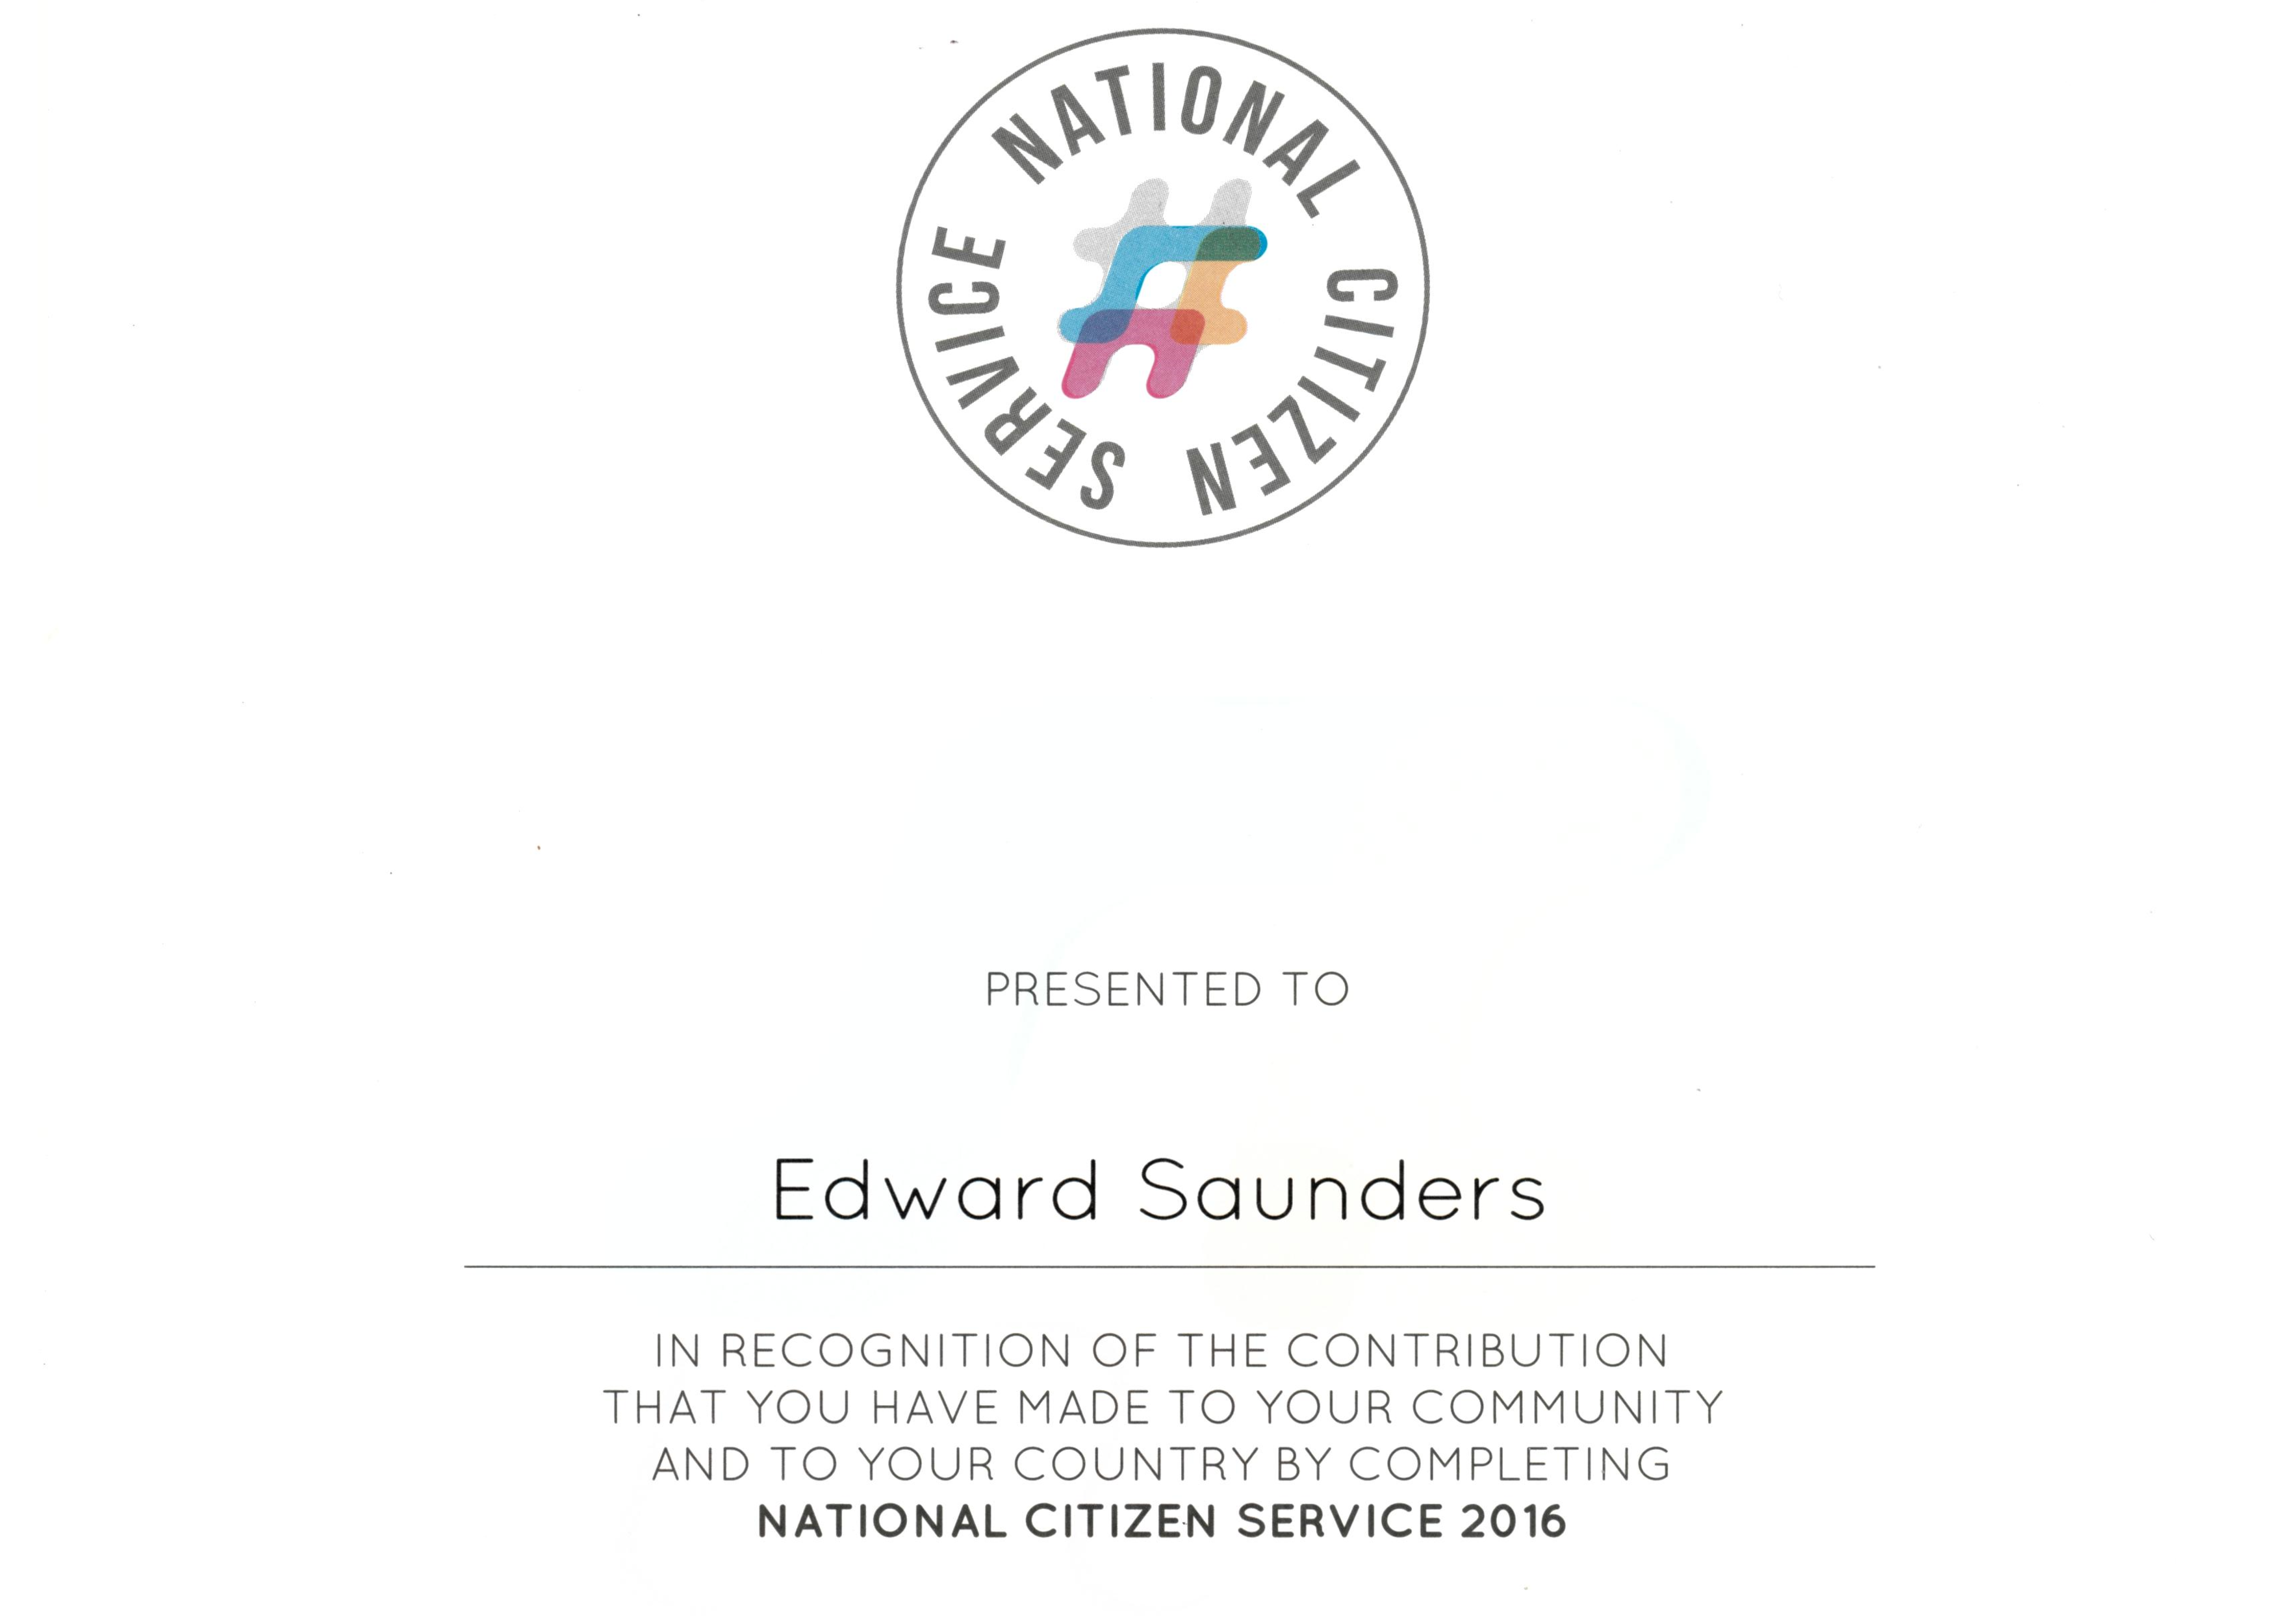 NATIONAL CITIZEN SERVICE
PRESENTED TO
Edward Saunders
IN RECOGNITION OF THE CONTRIBUTION
THAT YOU HAVE MADE TO YOUR COMMUNITY
AND TO YOUR COUNTRY BY COMPLETING
NATIONAL CITIZEN SERVICE 2016